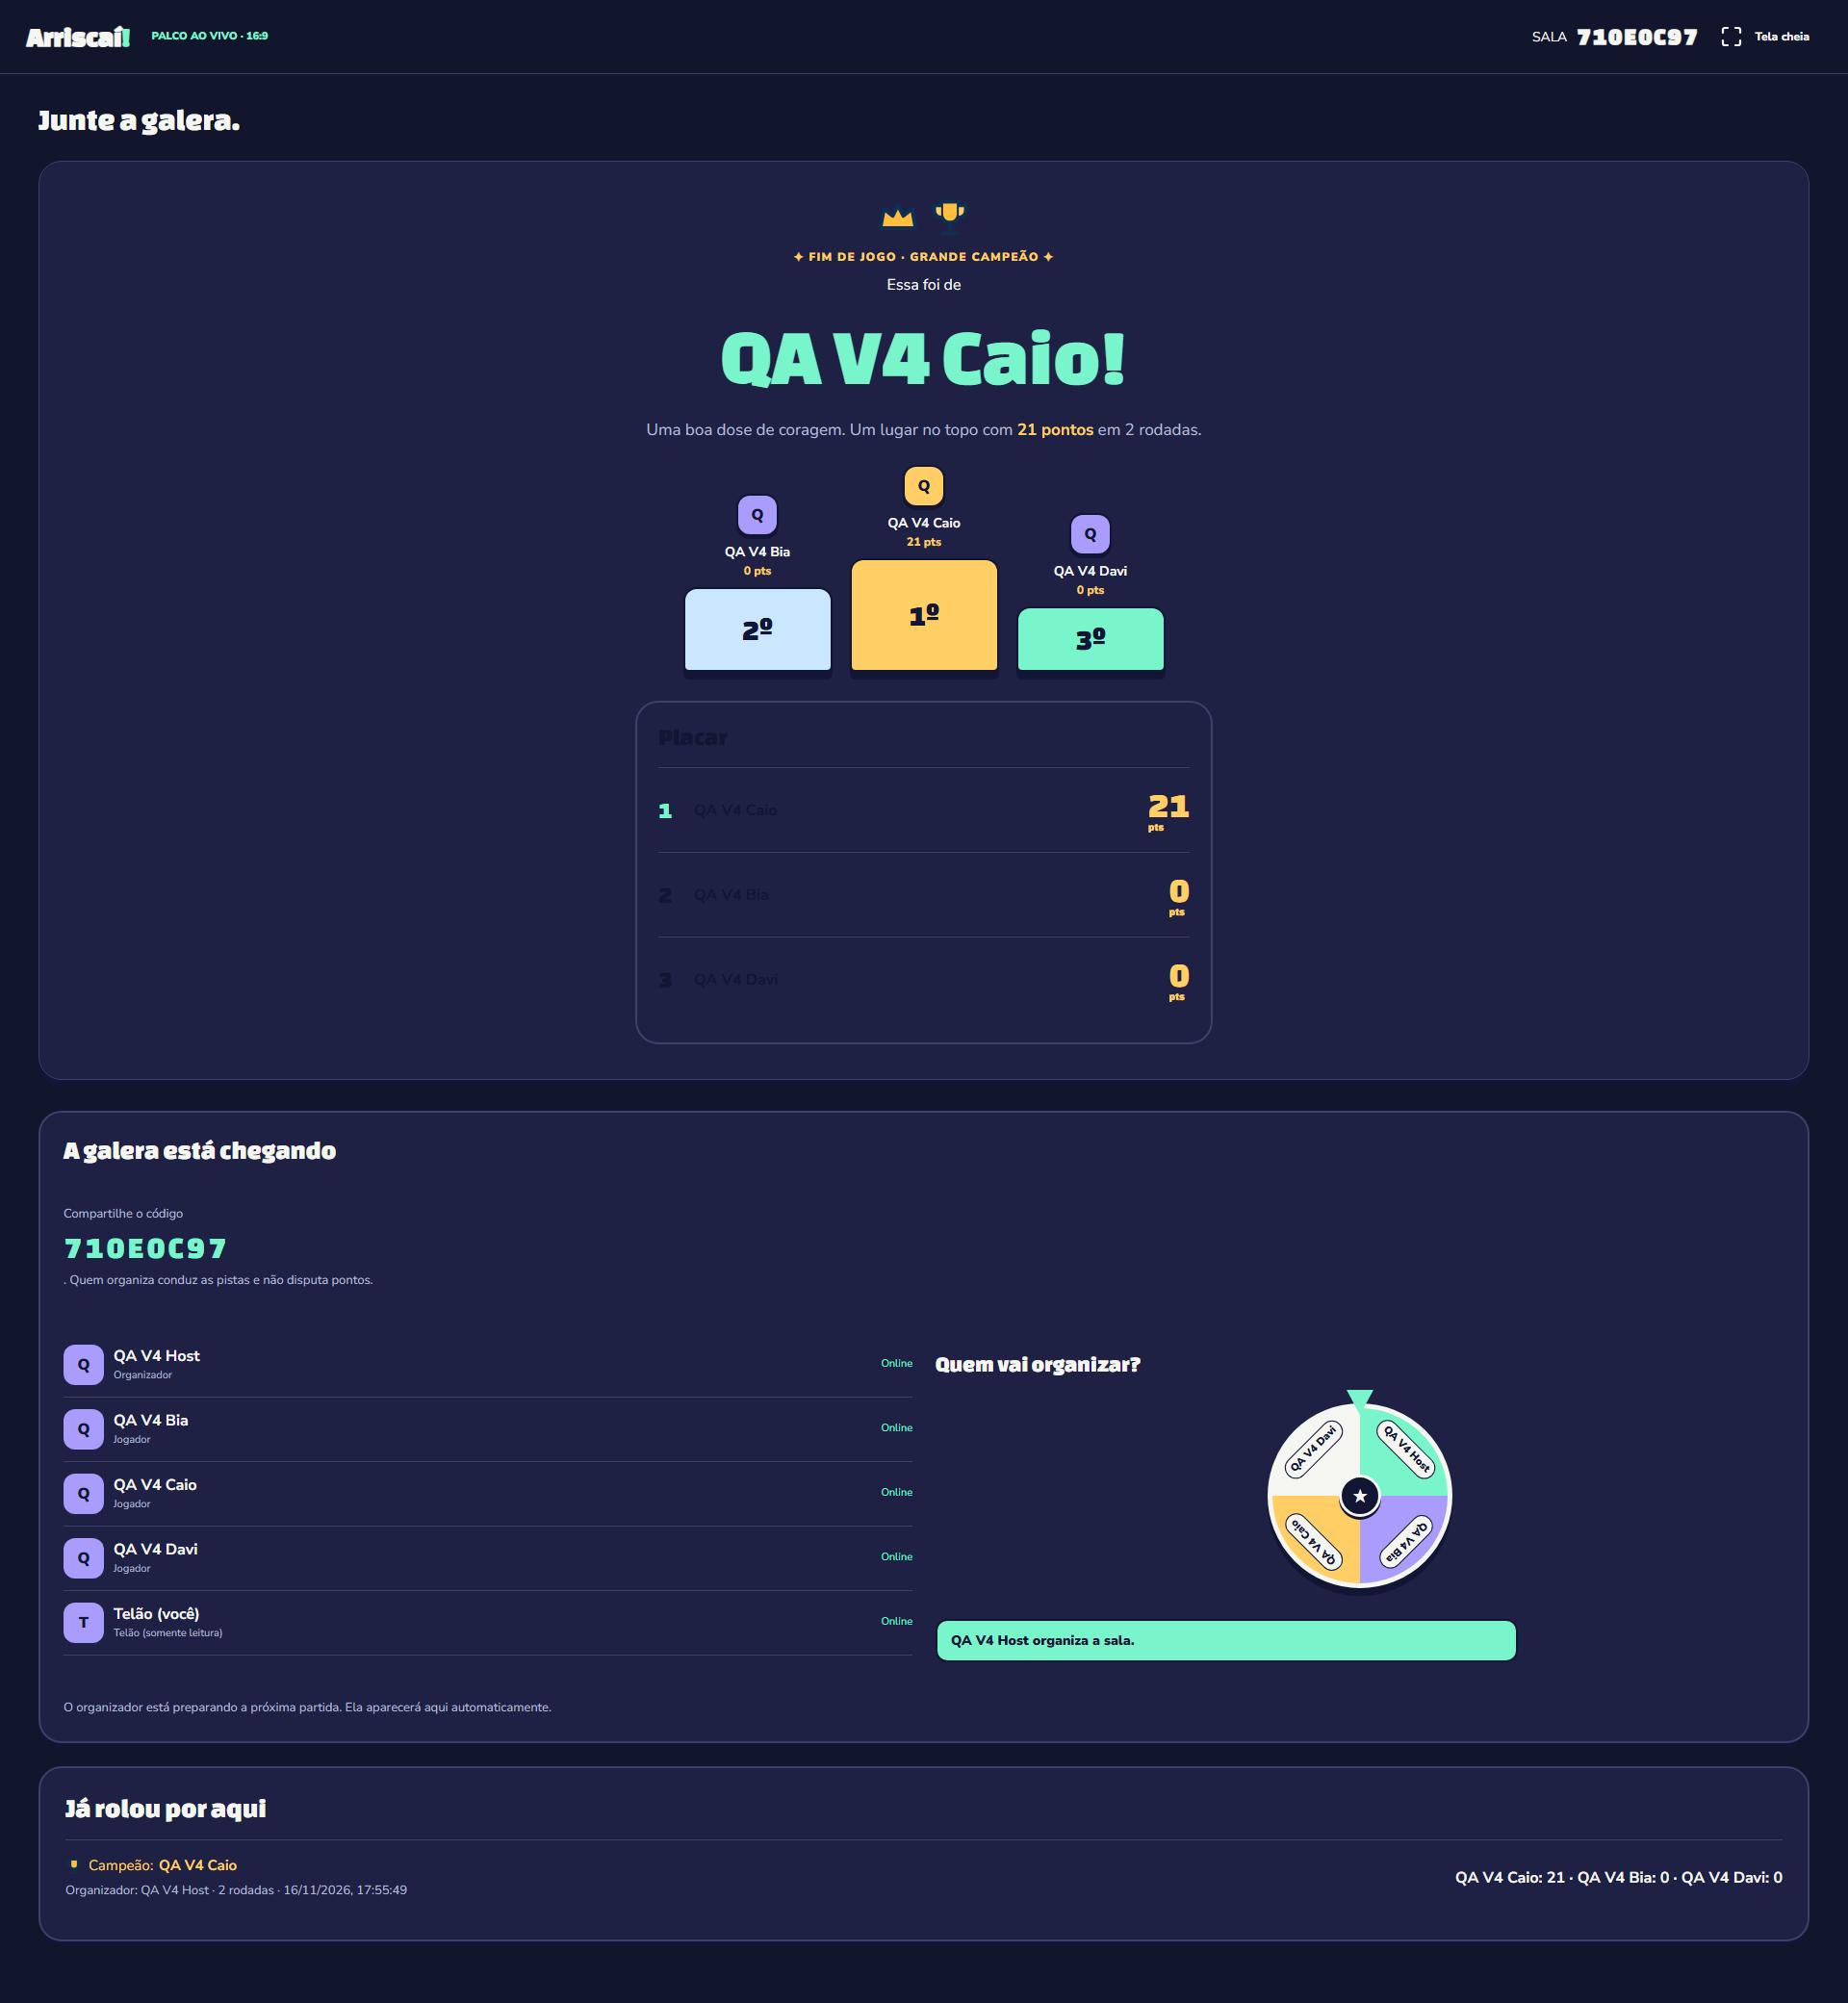 Arriscaí!
PALCO AO VIVO · 16:9
SALA 710E0C97
Tela cheia
Junte a galera.
✦ FIM DE JOGO · GRANDE CAMPEÃO ✦
Essa foi de
QA V4 Caio!
Uma boa dose de coragem. Um lugar no topo com 21 pontos em 2 rodadas.
Q
QA V4 Bia
0 pts
2º
Q
QA V4 Caio
21 pts
1º
Q
QA V4 Davi
0 pts
3º
Placar
1 QA V4 Caio 21 pts
2 QA V4 Bia 0 pts
3 QA V4 Davi 0 pts
A galera está chegando
Compartilhe o código
710E0C97
. Quem organiza conduz as pistas e não disputa pontos.
Q QA V4 Host Online
Organizador
Q QA V4 Bia Online
Jogador
Q QA V4 Caio Online
Jogador
Q QA V4 Davi Online
Jogador
T Telão (você) Online
Telão (somente leitura)
Quem vai organizar?
QA V4 Davi
QA V4 Host
QA V4 Caio
QA V4 Bia
QA V4 Host organiza a sala.
O organizador está preparando a próxima partida. Ela aparecerá aqui automaticamente.
Já rolou por aqui
Campeão: QA V4 Caio
Organizador: QA V4 Host · 2 rodadas · 16/11/2026, 17:55:49
QA V4 Caio: 21 · QA V4 Bia: 0 · QA V4 Davi: 0